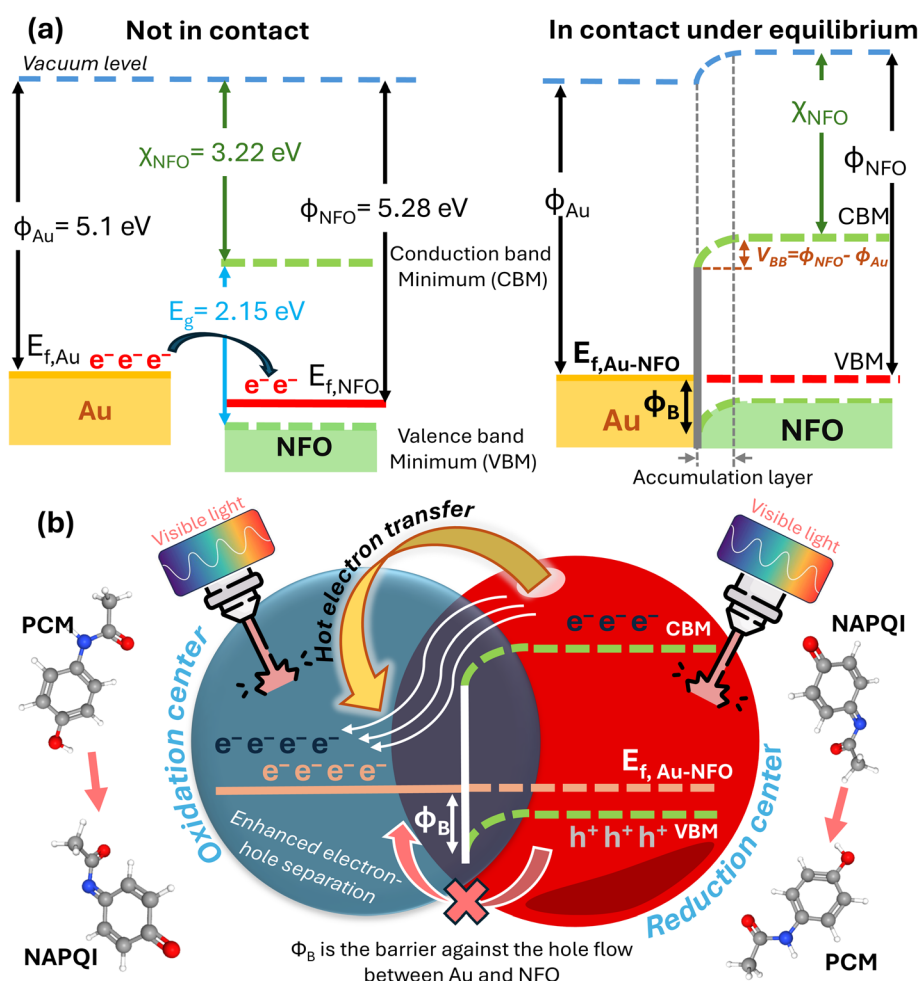 (a)
Not in contact
In contact under equilibrium
Vacuum level
χNFO= 3.22 eV
ϕAu= 5.1 eV
ϕNFO= 5.28 eV
Conduction band
Minimum (CBM)
Eg= 2.15 eV
Ef,Au
e⁻ e⁻ e⁻
e⁻ e⁻
Ef,NFO
Au
NFO
Valence band
Minimum (VBM)
χNFO
ϕNFO
ϕAu
CBM
VBB=ϕNFO- ϕAu
Ef,Au-NFO
VBM
ΦB
Au
NFO
Accumulation layer
(b)
Visible light
Hot electron transfer
Visible light
PCM
NAPQI
Oxidation center
e⁻ e⁻ e⁻
CBM
e⁻ e⁻ e⁻ e⁻
e⁻ e⁻ e⁻ e⁻
Ef, Au-NFO
ΦB
VBM
h⁺ h⁺ h⁺
Enhanced electron-
hole separation
Reduction center
NAPQI
PCM
ΦB is the barrier against the hole flow
between Au and NFO